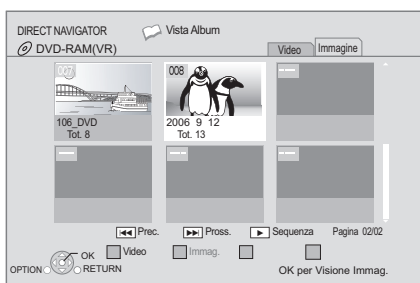 DIRECT NAVIGATOR Vista Album
DVD-RAM(VR) Video Immagine
007 008 ---
106_DVD 2006 9 12
Tot. 8 Tot. 13
--- --- ---
Prec. Pross. Sequenza Pagina 02/02
OK Video Immag.
OPTION RETURN OK per Visione Immag.